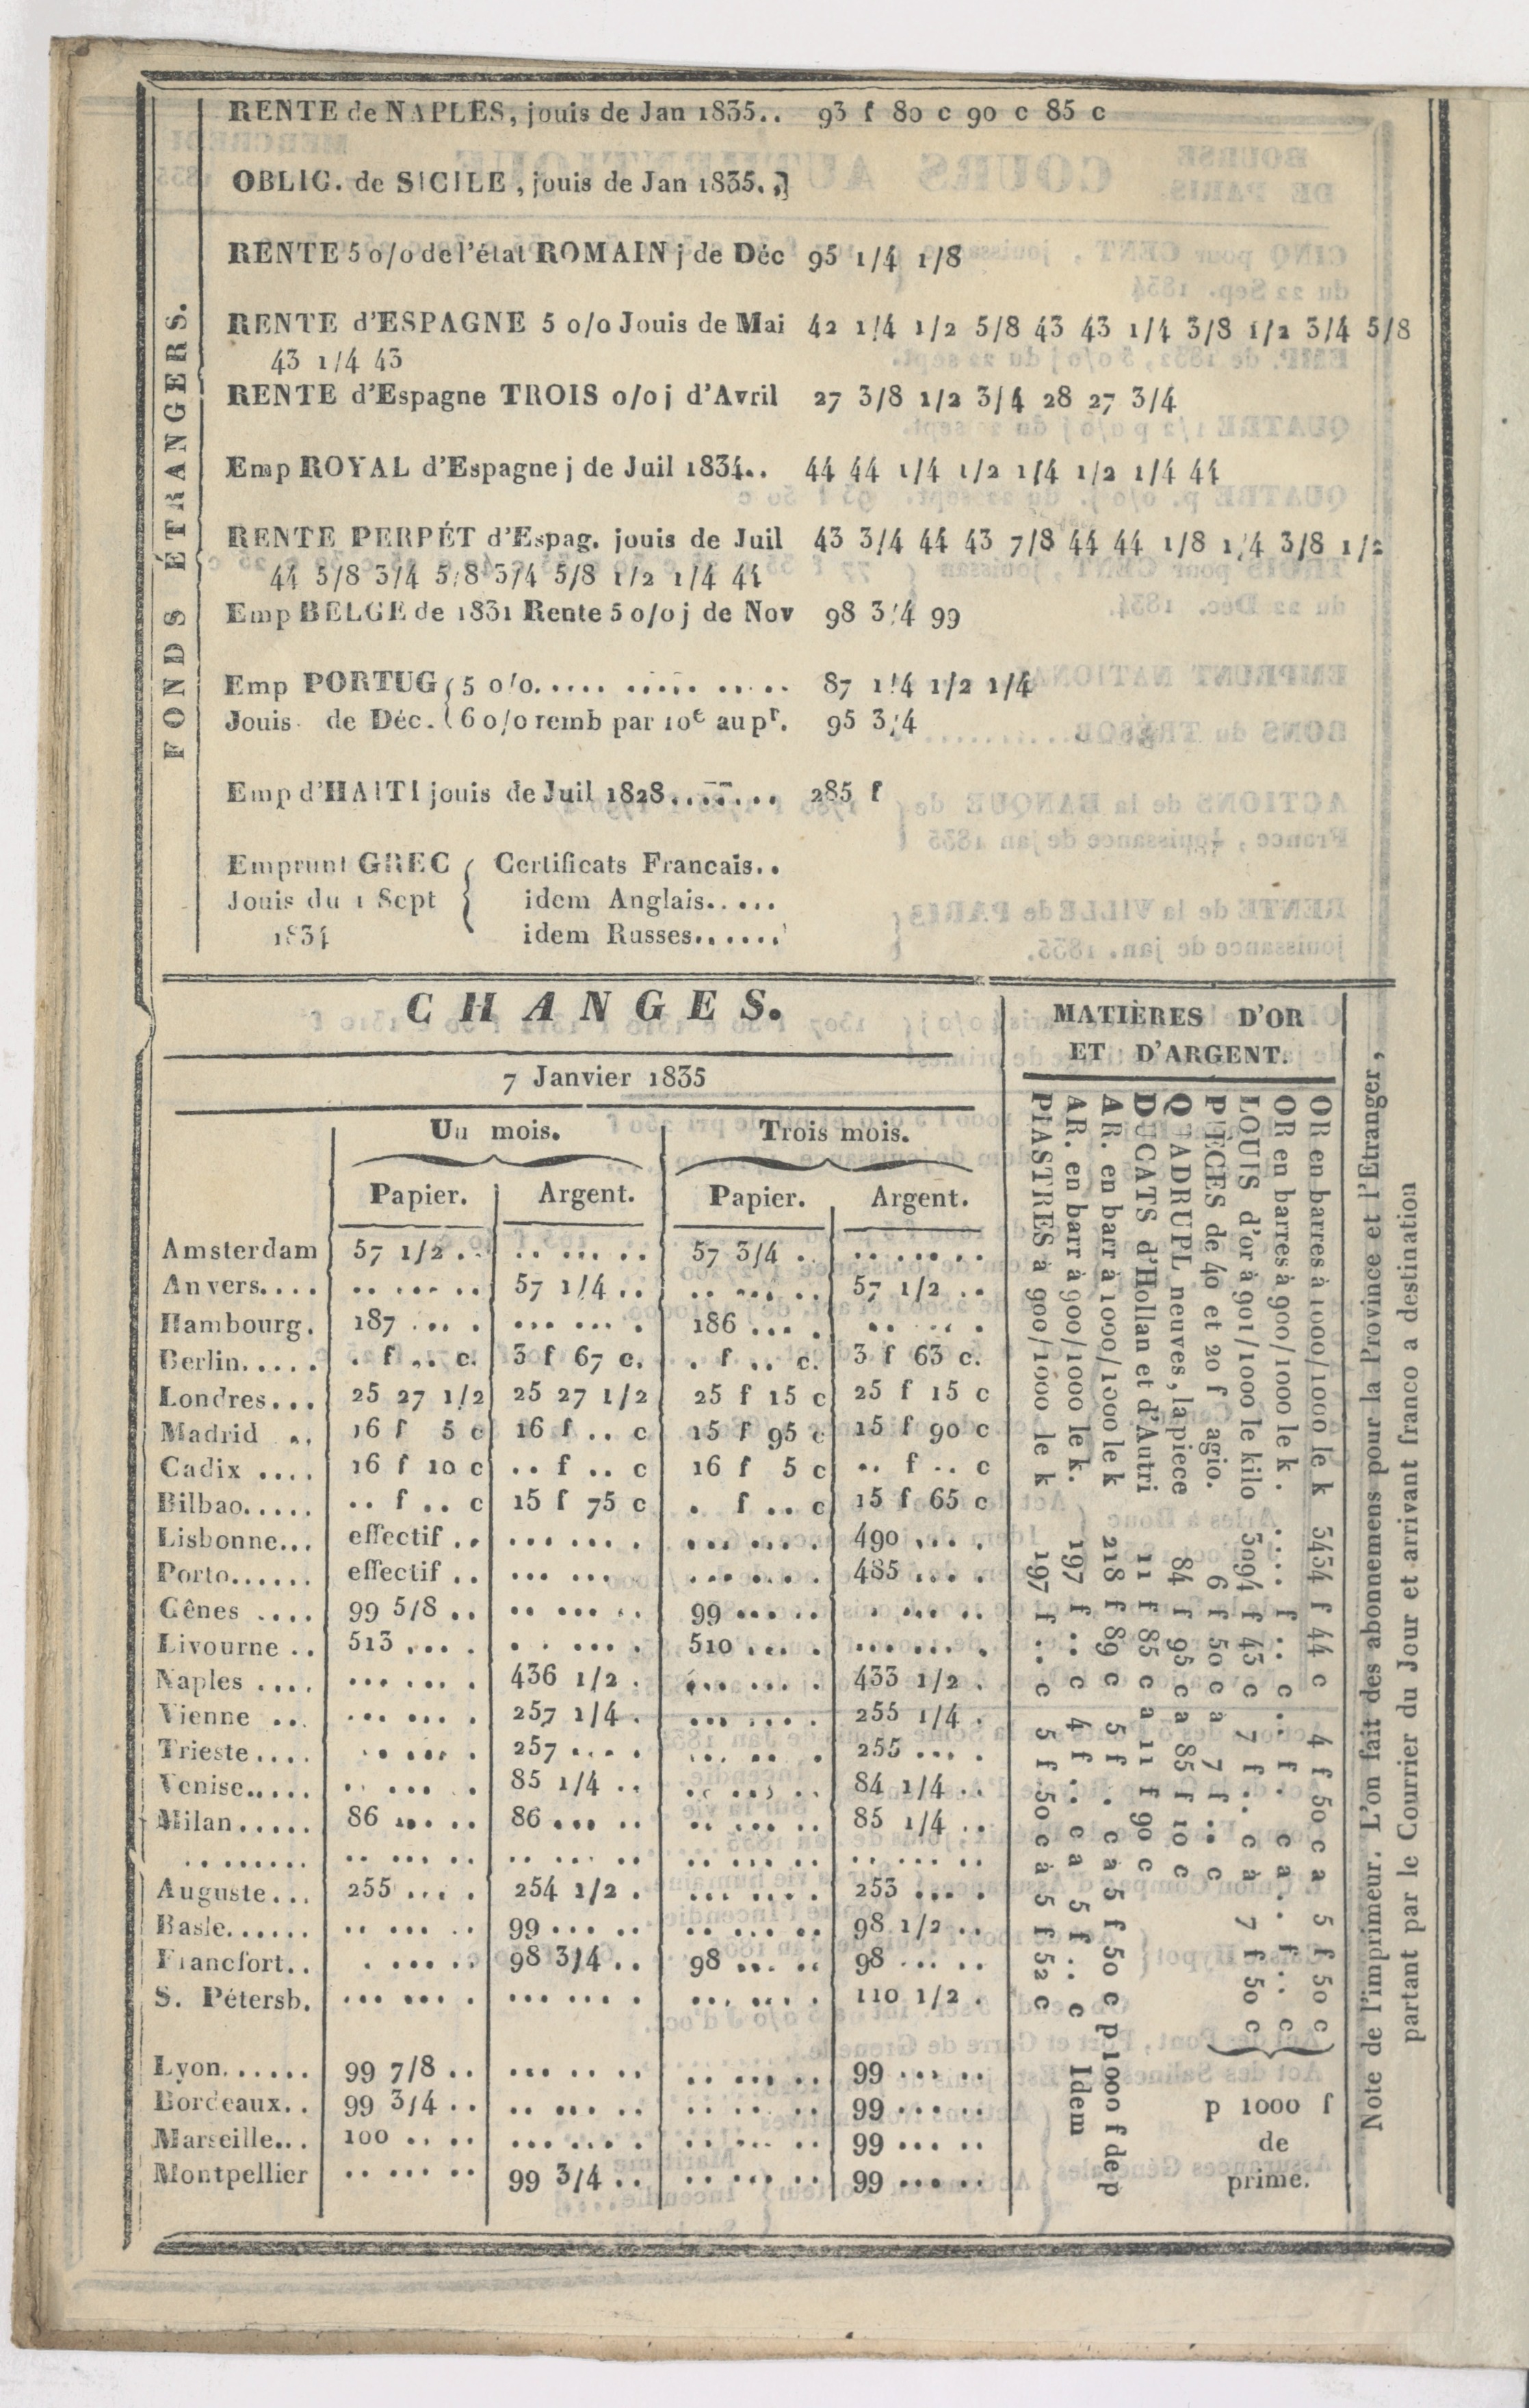 FONDS ÉTRANGERS.
RENTE de NAPLES, jouis de Jan 1835.. 93 f 80 c 90 c 85 c
OBLIG. de SICILE, jouis de Jan 1835.
RENTE 5 o/o de l'état ROMAIN j de Déc 95 1/4 1/8
RENTE d'ESPAGNE 5 o/o Jouis de Mai 42 1/4 1/2 5/8 43 43 1/4 3/8 1/2 3/4 5/8
43 1/4 43
RENTE d'Espagne TROIS o/o j d'Avril 27 3/8 1/2 3/4 28 27 3/4
Emp ROYAL d'Espagne j de Juil 1834.. 44 44 1/4 1/2 1/4 1/2 1/4 44
RENTE PERPÉT d'Espag. jouis de Juil 43 3/4 44 43 7/8 44 44 1/8 1/4 3/8 1/2
44 5/8 3/4 5/8 3/4 5/8 1/2 1/4 44
Emp BELGE de 1831 Rente 5 o/o j de Nov 98 3/4 99
Emp PORTUG { 5 o/o............... 87 1/4 1/2 1/4
Jouis de Déc. { 6 o/o remb par 10e au pr. 95 3/4
Emp d'HAITI jouis de Juil 1828....... 285 f
Emprunt GREC { Certificats Francais..
Jouis du 1 Sept { idem Anglais.....
1834 idem Russes......
CHANGES.
7 Janvier 1835
Un mois. Trois mois.
Papier. Argent. Papier. Argent.
Amsterdam 57 1/2 .. .. ... .. 57 3/4 .. .. ... ..
Anvers.... .. ... .. 57 1/4 .. .. ... .. 57 1/2 ..
Hambourg. 187 ... . ... ... . 186 ... . .. ... .
Berlin..... . f .. c. 3 f 67 c. . f .. c. 3 f 63 c.
Londres... 25 27 1/2 25 27 1/2 25 f 15 c 25 f 15 c
Madrid .. 16 f 5 c 16 f .. c 15 f 95 c 15 f 90 c
Cadix .... 16 f 10 c .. f .. c 16 f 5 c .. f .. c
Bilbao..... .. f .. c 15 f 75 c . f .. c 15 f 65 c
Lisbonne... effectif .. ... ... . ... ... . 490 ... .
Porto...... effectif .. ... ... ... ... . 485 ... .
Gênes .... 99 5/8 .. .. ... .. 99 ... .. . ... ..
Livourne .. 513 ... . . . ... . 510 ... . ... ... .
Naples .... ... ... . 436 1/2 . ... ... . 433 1/2 .
Vienne ... ... ... . 257 1/4 . ... ... . 255 1/4 .
Trieste.... . ... . 257 ... . ... .. . 255 ... .
Venise..... .. ... . 85 1/4 .. .. ... .. 84 1/4 ..
Milan..... 86 ... .. 86 ... .. .. ... .. 85 1/4 ..
........ .. ... .. .. ... .. .. ... .. .. ... ..
Auguste... 255 ... . 254 1/2 . ... ... . 253 ... .
Basle...... .. ... .. 99 ... .. .. ... .. 98 1/2 ..
Francfort.. . ... .. 98 3/4 .. 98 ... .. 98 ... ..
S. Pétersb. ... ... . ... ... . ... ... . 110 1/2 .
Lyon...... 99 7/8 .. ... .. .. .. ... .. 99 ... ..
Bordeaux.. 99 3/4 .. .. ... .. .. ... .. 99 ... ..
Marseille... 100 .. .. ... ... . .. ... .. 99 ... ..
Montpellier .. ... .. 99 3/4 .. .. ... .. 99 ... ..
MATIÈRES D'OR
ET D'ARGENT.
OR en barres à 1000/1000 le k 3434 f 44 c 4 f 50 c a 5 f 50 c
OR en barres à 900/1000 le k . .... f .. c .. f . c a .. f .. c
LOUIS d'or à 901/1000 le kilo 3094 f 43 c 7 f .. c à 7 f 50 c
PIÈCES de 40 et 20 f agio. 6 f 50 c a 7 f .. c
QUADRUPL neuves, la piece 84 f 95 c a 85 f 10 c
DUCATS d'Hollan et d'Autri 11 f 85 c a 11 f 90 c
AR. en barr à 1000/1000 le k 218 f 89 c 5 f . c à 5 f 50 c p 1000 f de p
AR. en barr à 900/1000 le k. 197 f .. c 4 f .. c a 5 f .. c Idem
PIASTRES à 900/1000 le k 197 f .. c 5 f 50 c à 5 f 52 c
p 1000 f
de
prime.
Note de l'imprimeur. L'on fait des abonnemens pour la Province et l'Etranger,
partant par le Courrier du Jour et arrivant franco a destination